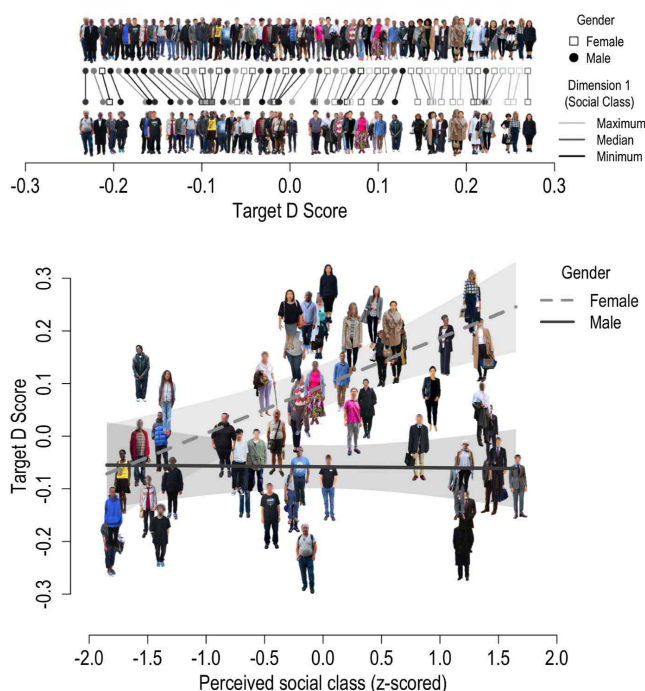 Gender
Female
Male
Dimension 1
(Social Class)
Maximum
Median
Minimum
-0.3 -0.2 -0.1 0.0 0.1 0.2 0.3
Target D Score
0.3
0.2
0.1
0.0
-0.1
-0.2
-0.3
Target D Score
Gender
Female
Male
-2.0 -1.5 -1.0 -0.5 0.0 0.5 1.0 1.5 2.0
Perceived social class (z-scored)